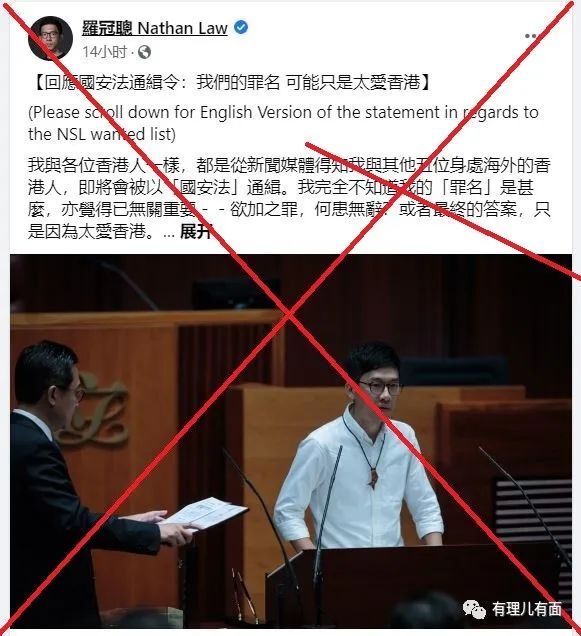 羅冠聰 Nathan Law
14小时 ·
【回應國安法通緝令：我們的罪名 可能只是太愛香港】
(Please scroll down for English Version of the statement in regards to
the NSL wanted list)
我與各位香港人一樣，都是從新聞媒體得知我與其他五位身處海外的香
港人，即將會被以「國安法」通緝。我完全不知道我的「罪名」是甚
麼，亦覺得已無關重要 - - 欲加之罪，何患無辭？或者最終的答案，只
是因為太愛香港。... 展开
有理儿有面